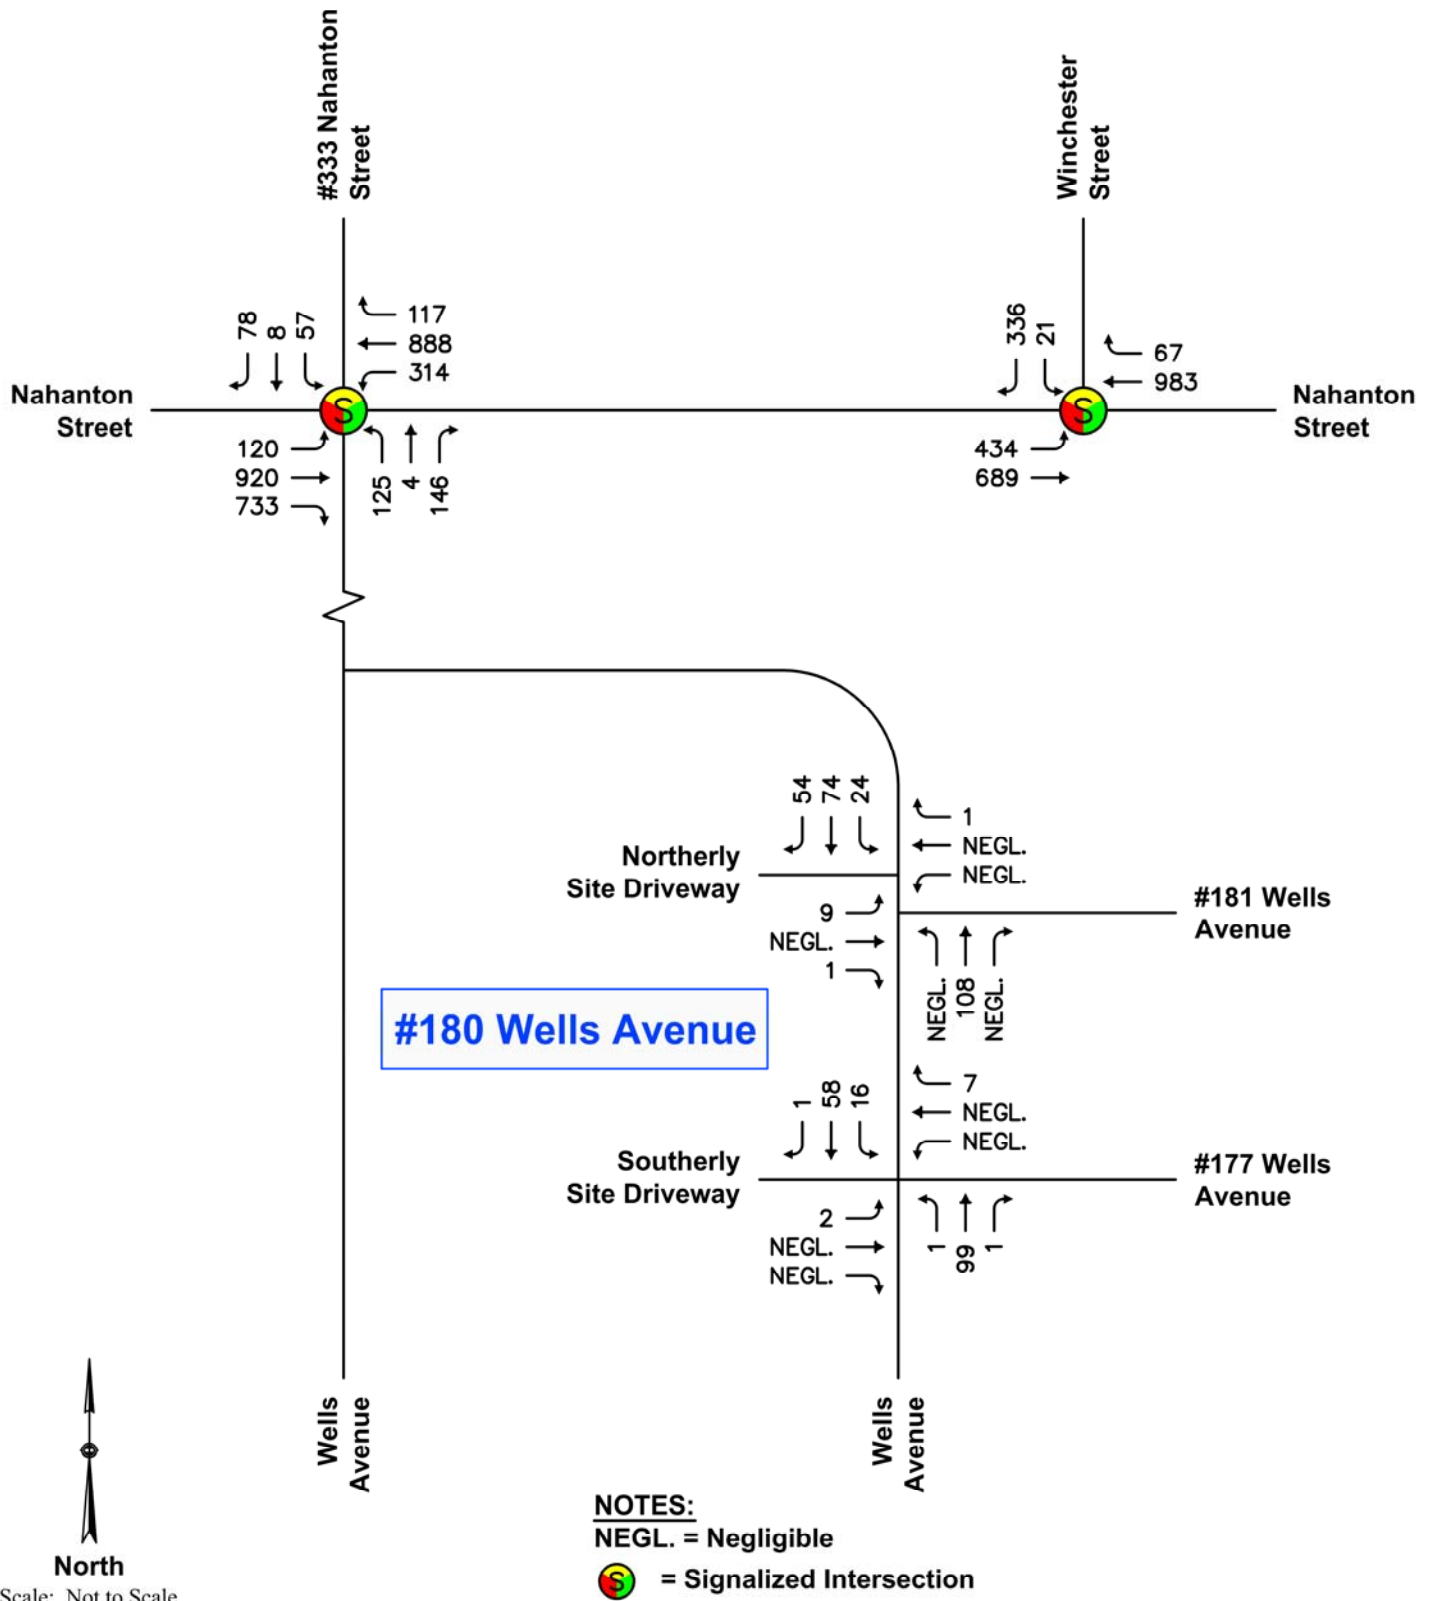 #333 Nahanton
Street
Winchester
Street
117
888
314
78
8
57
336
21
67
983
Nahanton
Street
S
S
Nahanton
Street
120
920
733
125
4
146
434
689
54
74
24
1
NEGL.
NEGL.
Northerly
Site Driveway
#181 Wells
Avenue
9
NEGL.
1
NEGL.
108
NEGL.
#180 Wells Avenue
1
58
16
7
NEGL.
NEGL.
Southerly
Site Driveway
#177 Wells
Avenue
2
NEGL.
NEGL.
1
99
1
Wells
Avenue
Wells
Avenue
NOTES:
NEGL. = Negligible
S = Signalized Intersection
North
Scale: Not to Scale